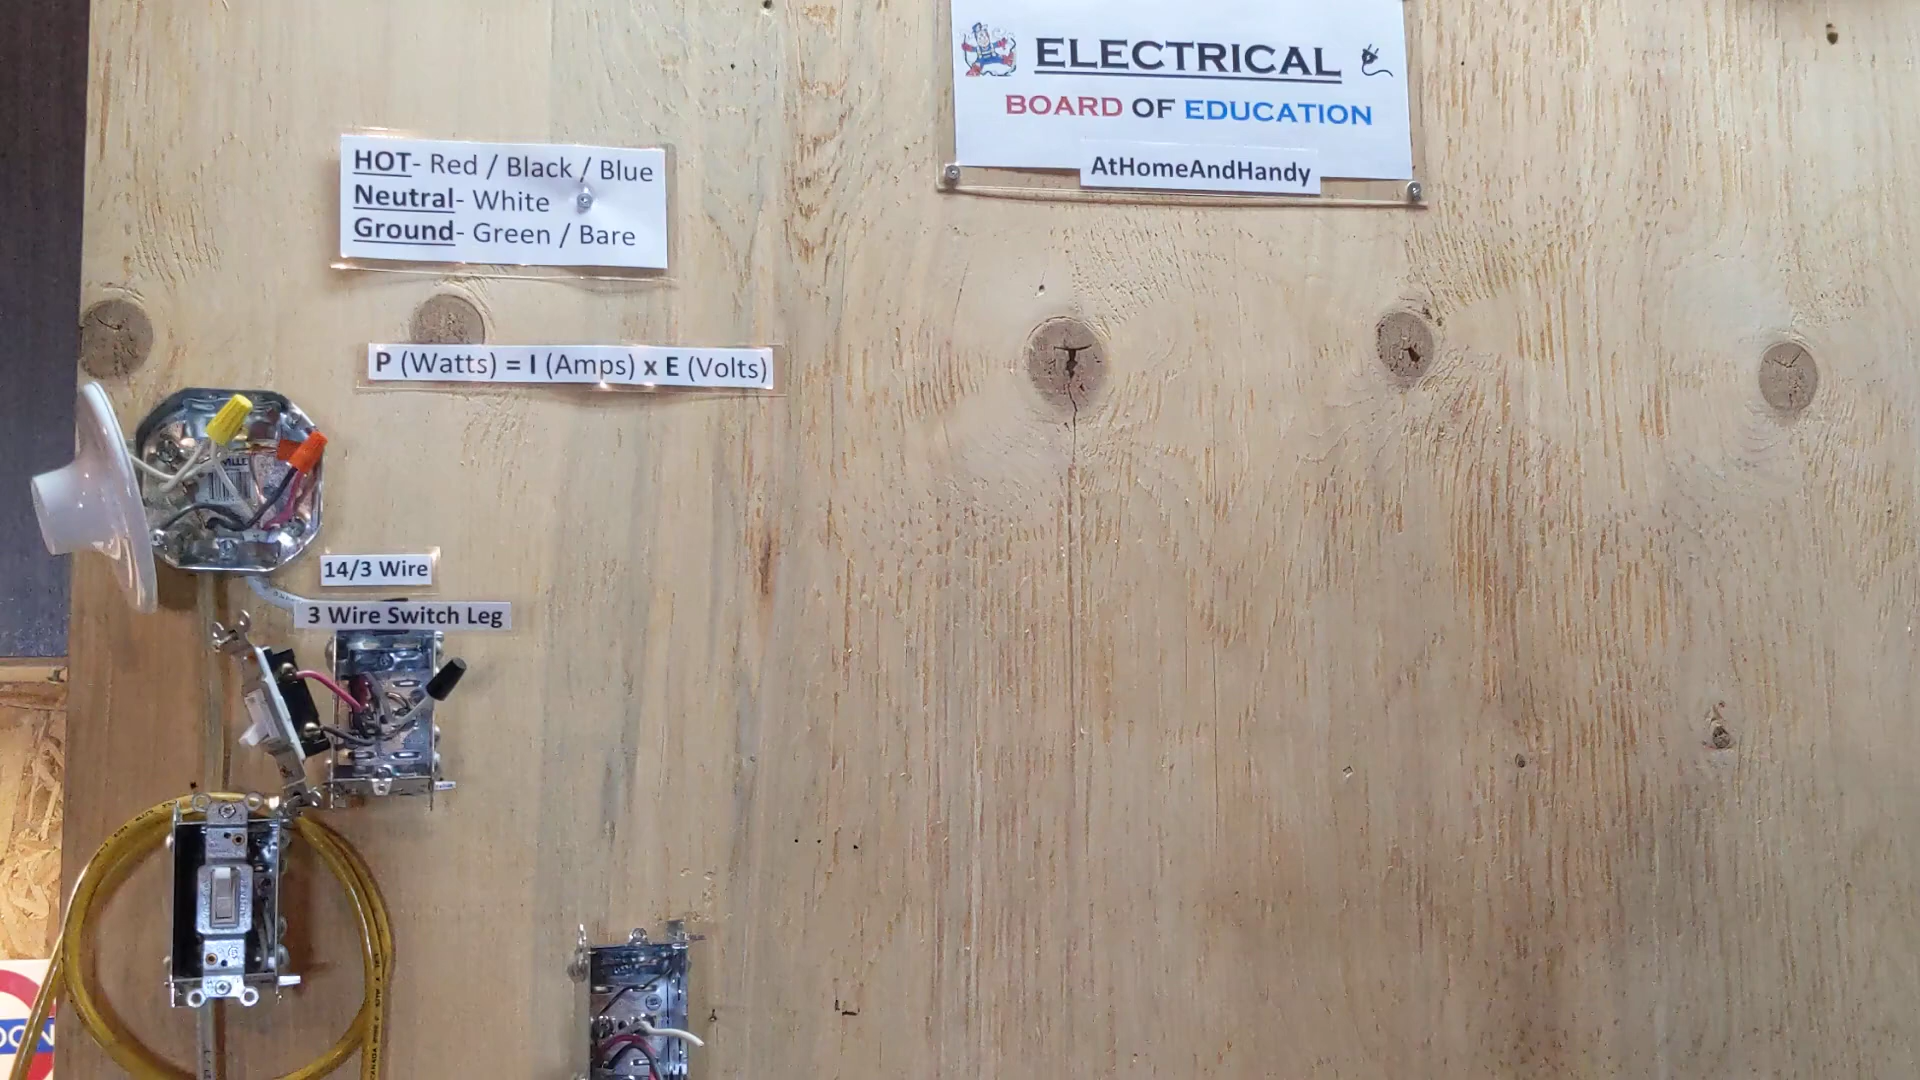 ELECTRICAL
BOARD OF EDUCATION
AtHomeAndHandy
HOT- Red / Black / Blue
Neutral- White
Ground- Green / Bare
P (Watts) = I (Amps) x E (Volts)
14/3 Wire
3 Wire Switch Leg